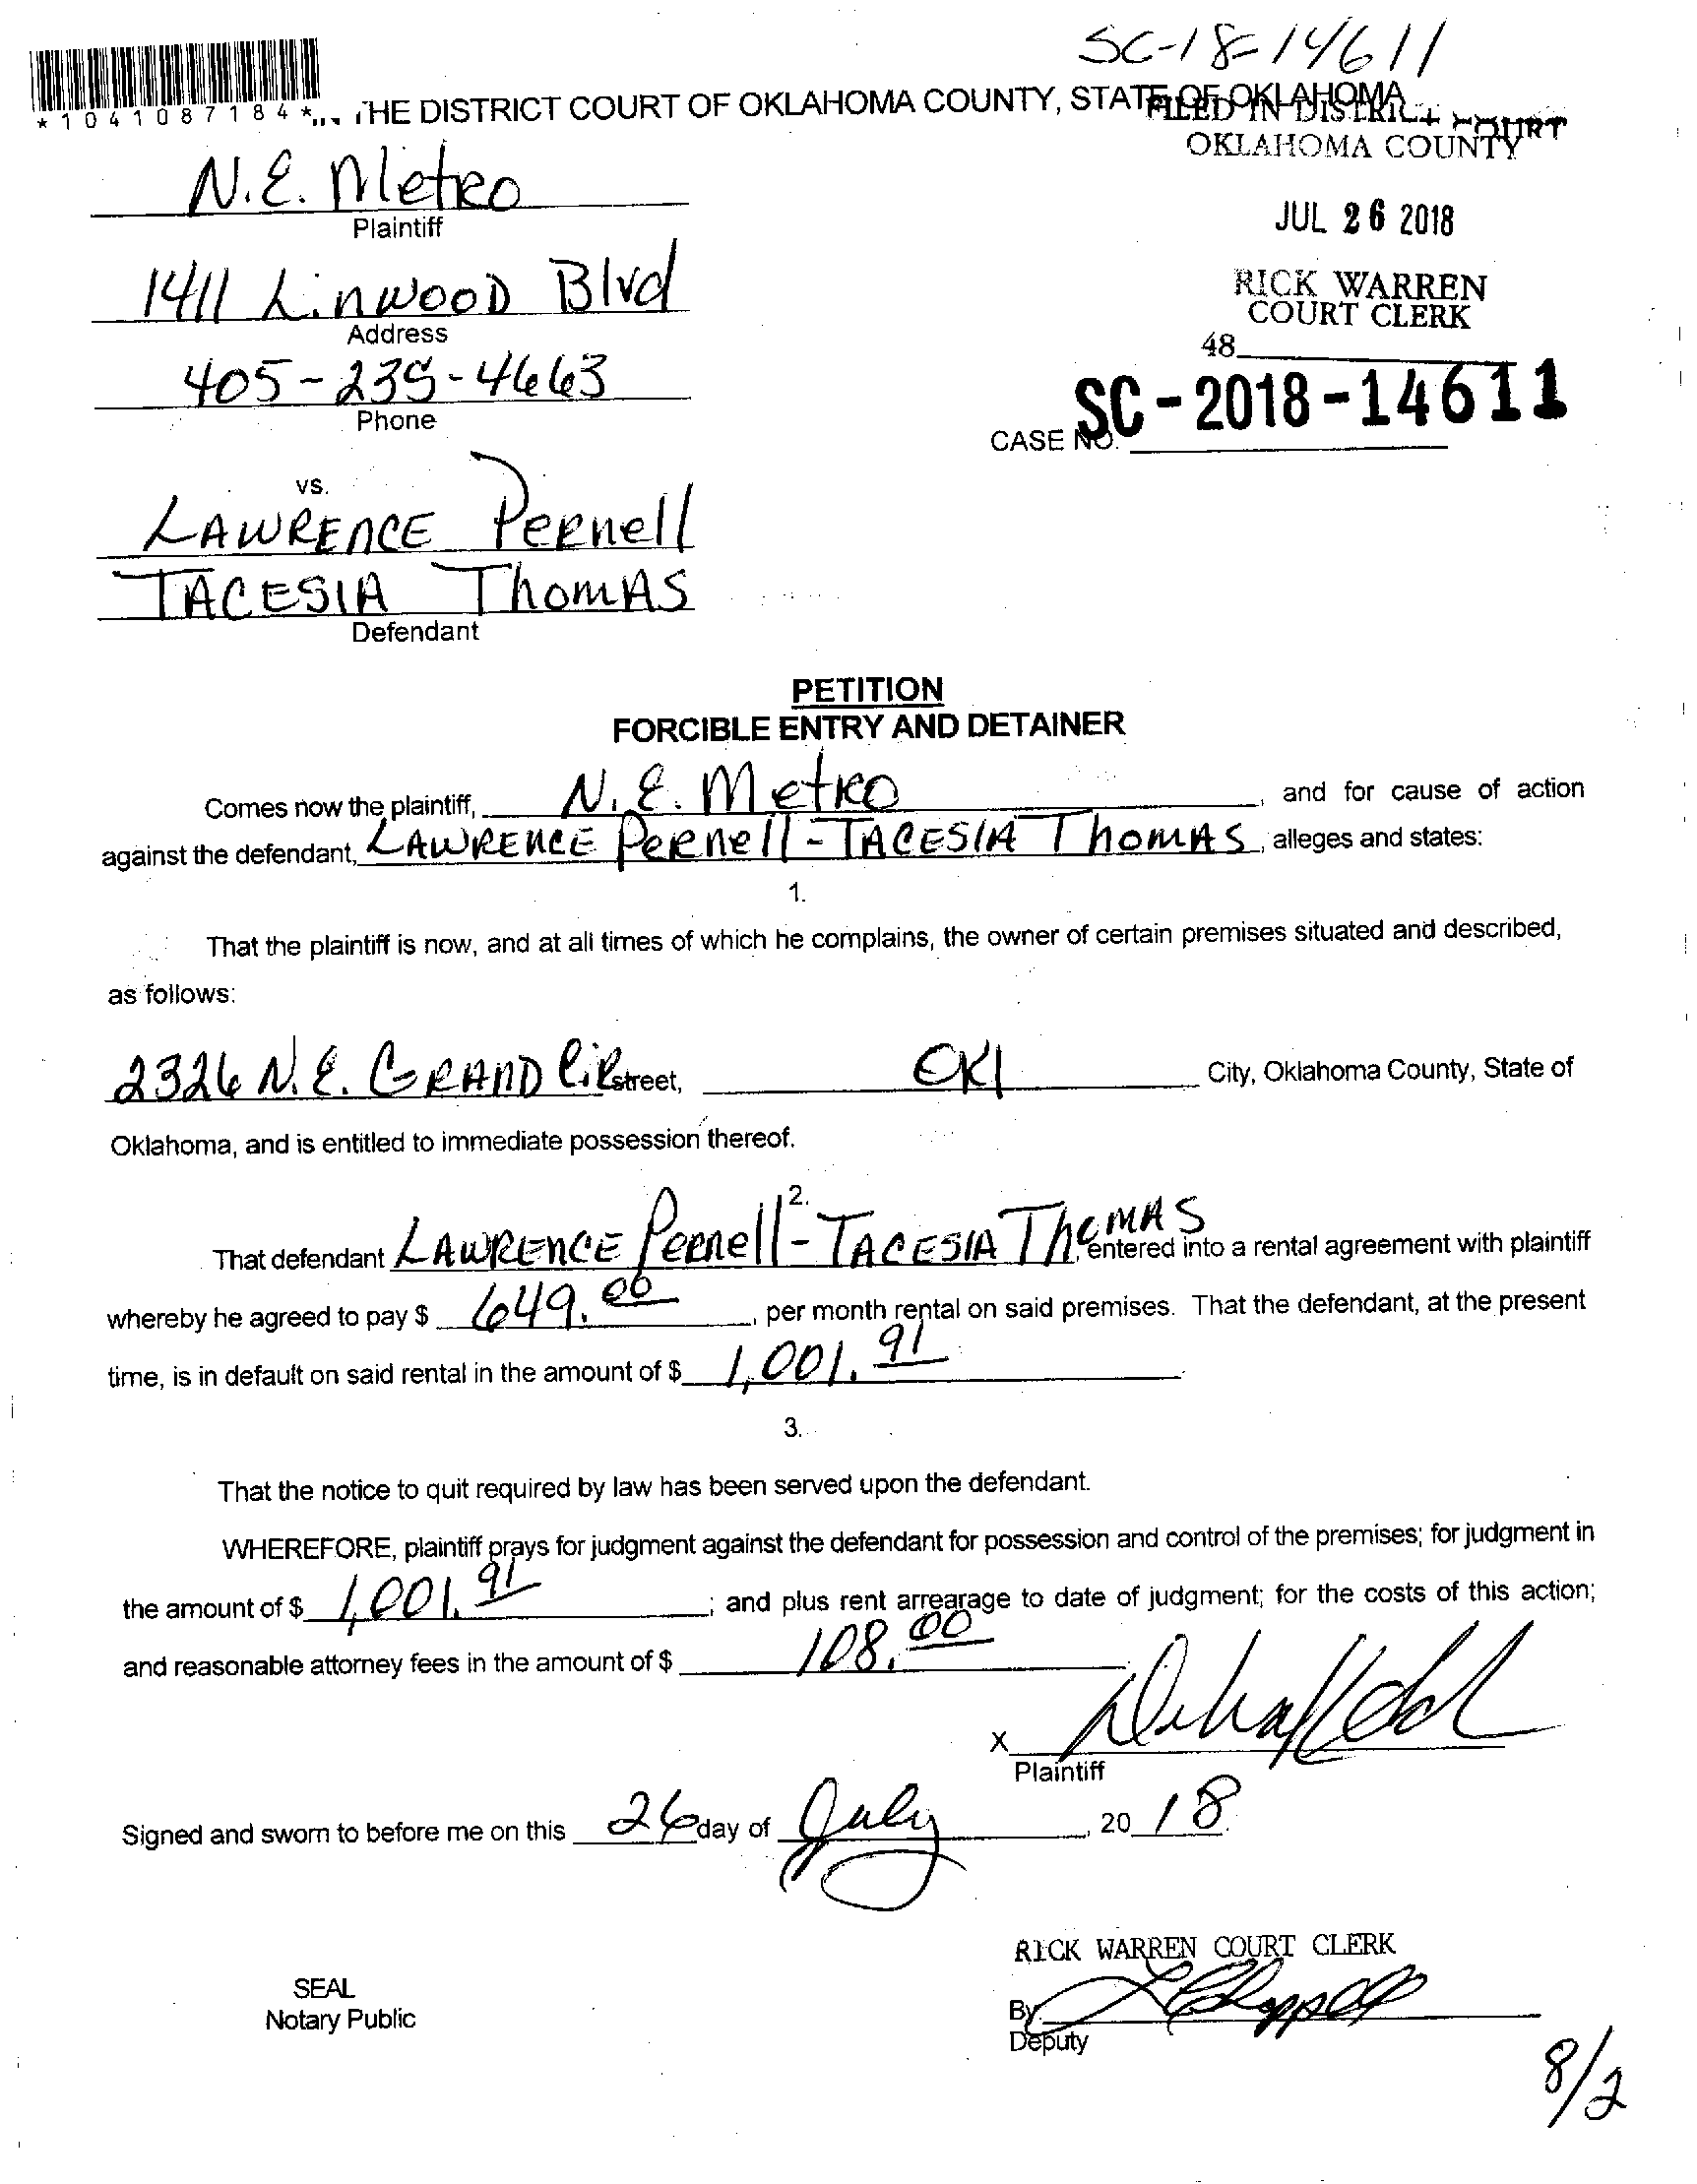 SC-18-14611
*1041087184* THE DISTRICT COURT OF OKLAHOMA COUNTY, STATE OF OKLAHOMA
FILED IN DISTRICT COURT
OKLAHOMA COUNTY
N.E. Metro
Plaintiff
JUL 26 2018
1411 Linwood Blvd
Address
RICK WARREN
COURT CLERK
48
405-235-4663
Phone
CASE NO. SC-2018-14611
vs.
LAWRENCE Pernell
TACESIA Thomas
Defendant
PETITION
FORCIBLE ENTRY AND DETAINER
Comes now the plaintiff, N.E. Metro, and for cause of action
against the defendant, LAWRENCE Pernell - TACESIA Thomas, alleges and states:
1.
That the plaintiff is now, and at all times of which he complains, the owner of certain premises situated and described,
as follows:
2326 N.E. GRAND Cir street, OKl City, Oklahoma County, State of
Oklahoma, and is entitled to immediate possession thereof.
2.
That defendant LAWRENCE Pernell - TACESIA Thomas entered into a rental agreement with plaintiff
whereby he agreed to pay $ 649.00, per month rental on said premises. That the defendant, at the present
time, is in default on said rental in the amount of $ 1,001.91
3.
That the notice to quit required by law has been served upon the defendant.
WHEREFORE, plaintiff prays for judgment against the defendant for possession and control of the premises; for judgment in
the amount of $ 1,001.91; and plus rent arrearage to date of judgment; for the costs of this action;
and reasonable attorney fees in the amount of $ 108.00
X
Plaintiff
Signed and sworn to before me on this 26 day of July, 2018.
RICK WARREN COURT CLERK
SEAL
Notary Public
By
Deputy
8/2